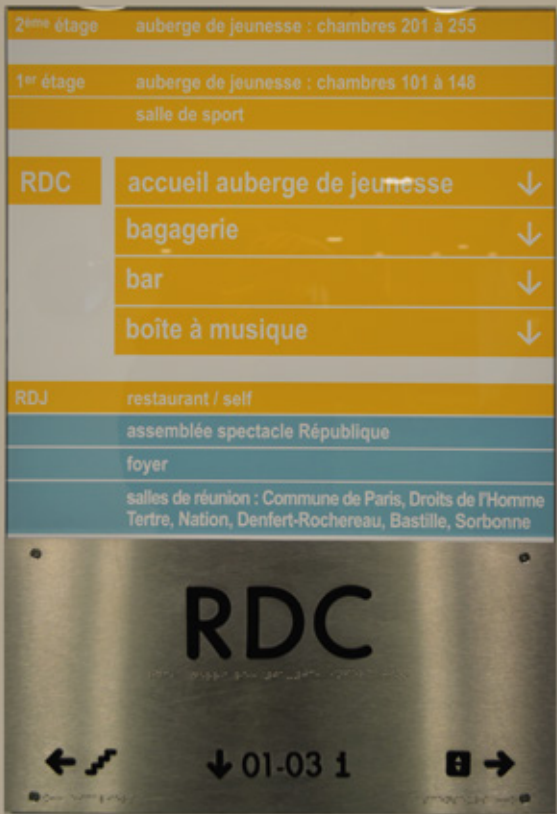 2eme étage auberge de jeunesse : chambres 201 à 255
1er étage auberge de jeunesse : chambres 101 à 148
salle de sport
RDC accueil auberge de jeunesse ↓
bagagerie ↓
bar ↓
boîte à musique ↓
RDJ restaurant / self
assemblée spectacle République
foyer
salles de réunion : Commune de Paris, Droits de l'Homme
Tertre, Nation, Denfert-Rochereau, Bastille, Sorbonne
RDC
← ↓ 01-03 i →